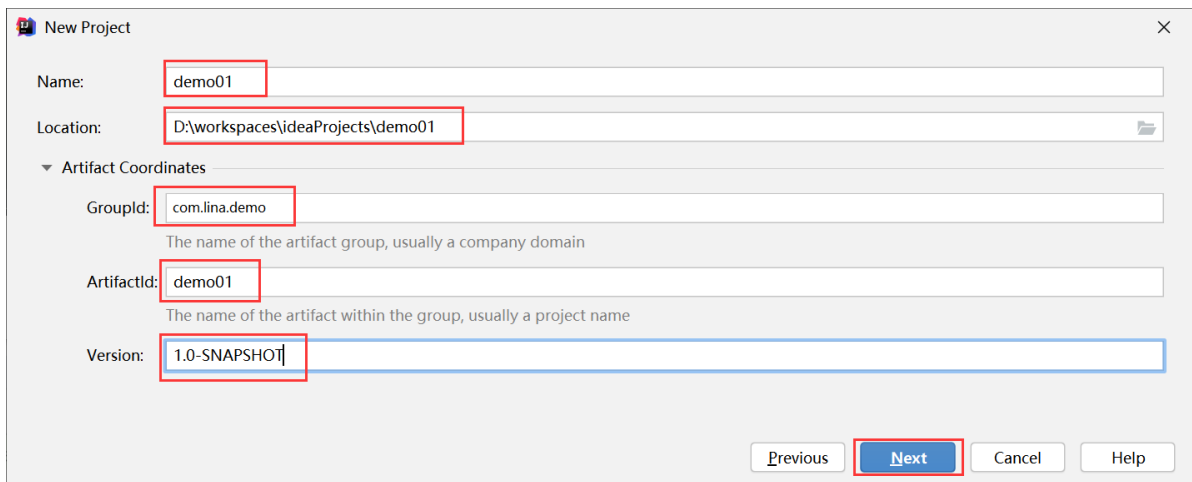 New Project
Name: demo01
Location: D:\workspaces\ideaProjects\demo01
Artifact Coordinates
GroupId: com.lina.demo
The name of the artifact group, usually a company domain
ArtifactId: demo01
The name of the artifact within the group, usually a project name
Version: 1.0-SNAPSHOT
Previous Next Cancel Help